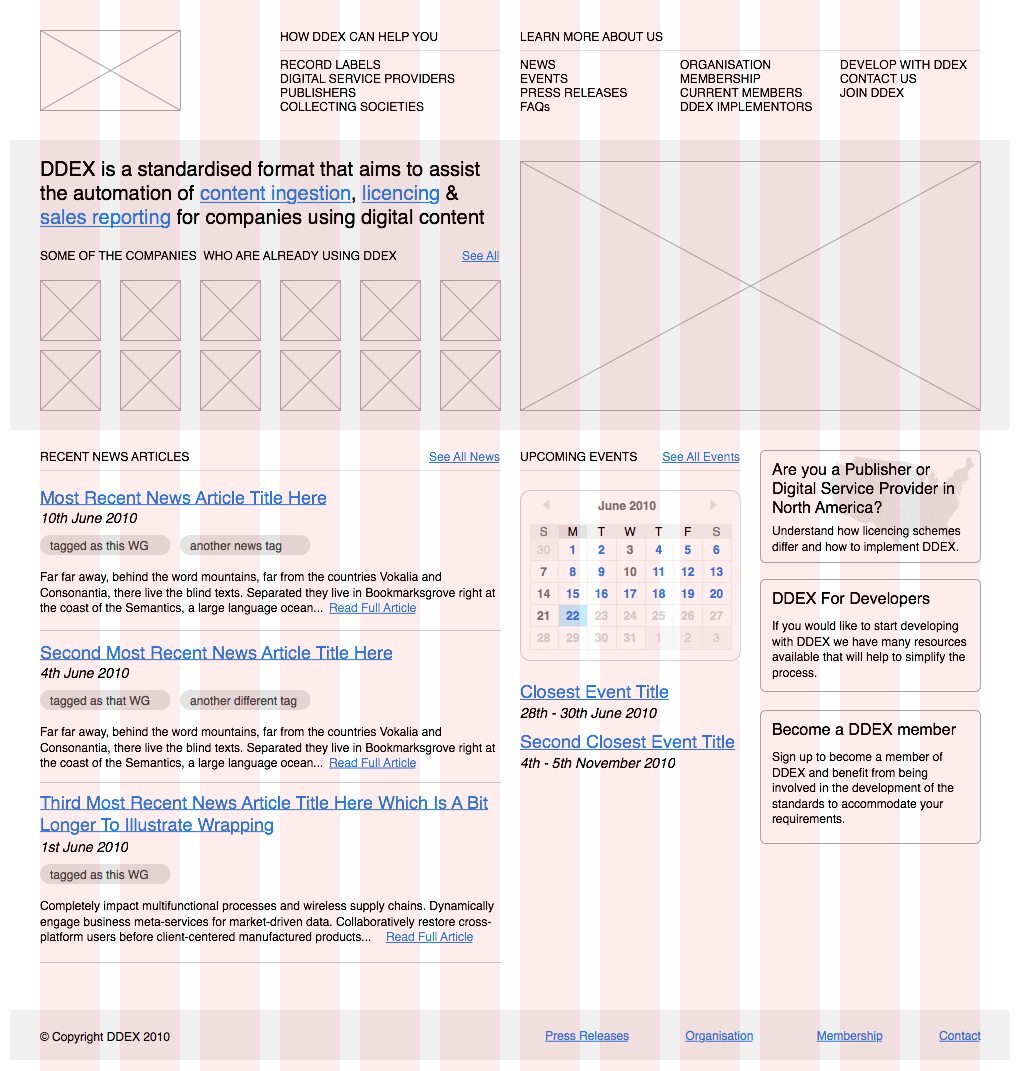 HOW DDEX CAN HELP YOU
RECORD LABELS
DIGITAL SERVICE PROVIDERS
PUBLISHERS
COLLECTING SOCIETIES
LEARN MORE ABOUT US
NEWS
EVENTS
PRESS RELEASES
FAQs
ORGANISATION
MEMBERSHIP
CURRENT MEMBERS
DDEX IMPLEMENTORS
DEVELOP WITH DDEX
CONTACT US
JOIN DDEX
DDEX is a standardised format that aims to assist
the automation of content ingestion, licencing &
sales reporting for companies using digital content
SOME OF THE COMPANIES WHO ARE ALREADY USING DDEX See All
RECENT NEWS ARTICLES See All News
Most Recent News Article Title Here
10th June 2010
tagged as this WG another news tag
Far far away, behind the word mountains, far from the countries Vokalia and
Consonantia, there live the blind texts. Separated they live in Bookmarksgrove right at
the coast of the Semantics, a large language ocean... Read Full Article
Second Most Recent News Article Title Here
4th June 2010
tagged as that WG another different tag
Far far away, behind the word mountains, far from the countries Vokalia and
Consonantia, there live the blind texts. Separated they live in Bookmarksgrove right at
the coast of the Semantics, a large language ocean... Read Full Article
Third Most Recent News Article Title Here Which Is A Bit
Longer To Illustrate Wrapping
1st June 2010
tagged as this WG
Completely impact multifunctional processes and wireless supply chains. Dynamically
engage business meta-services for market-driven data. Collaboratively restore cross-
platform users before client-centered manufactured products... Read Full Article
UPCOMING EVENTS See All Events
June 2010
S M T W T F S
30 1 2 3 4 5 6
7 8 9 10 11 12 13
14 15 16 17 18 19 20
21 22 23 24 25 26 27
28 29 30 31 1 2 3
Closest Event Title
28th - 30th June 2010
Second Closest Event Title
4th - 5th November 2010
Are you a Publisher or
Digital Service Provider in
North America?
Understand how licencing schemes
differ and how to implement DDEX.
DDEX For Developers
If you would like to start developing
with DDEX we have many resources
available that will help to simplify the
process.
Become a DDEX member
Sign up to become a member of
DDEX and benefit from being
involved in the development of the
standards to accommodate your
requirements.
© Copyright DDEX 2010 Press Releases Organisation Membership Contact